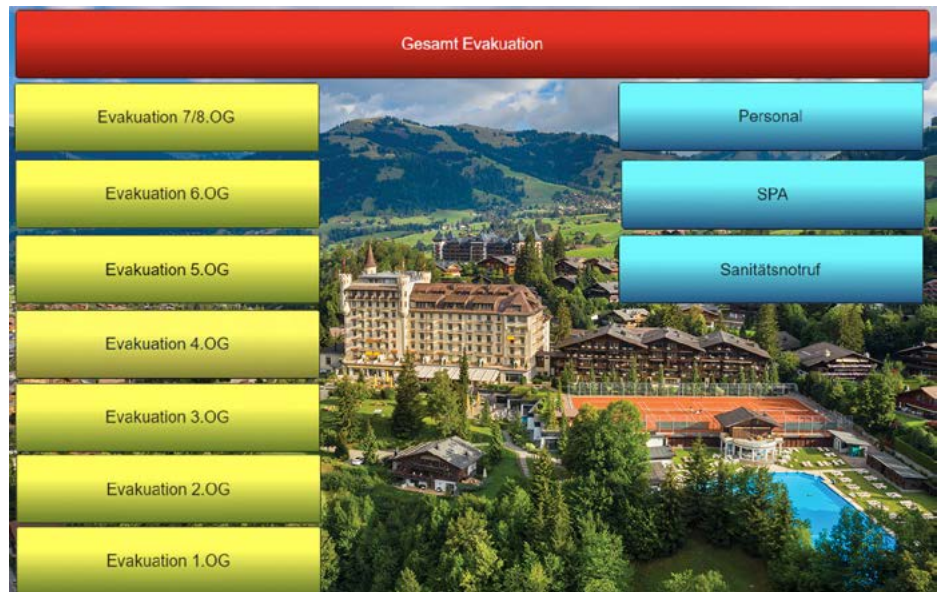 Gesamt Evakuation
Evakuation 7/8.OG
Personal
Evakuation 6.OG
SPA
Evakuation 5.OG
Sanitätsnotruf
Evakuation 4.OG
Evakuation 3.OG
Evakuation 2.OG
Evakuation 1.OG